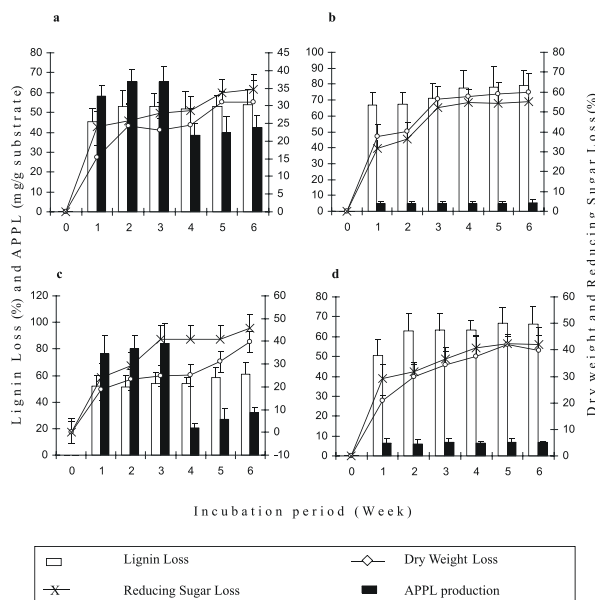 a
b
80 70 60 50 40 30 20 10 0
45 40 35 30 25 20 15 10 5 0
100 90 80 70 60 50 40 30 20 10 0
80 70 60 50 40 30 20 10 0
0 1 2 3 4 5 6
0 1 2 3 4 5 6
c
d
120 100 80 60 40 20 0
60 50 40 30 20 10 0 -10
80 70 60 50 40 30 20 10 0
60 50 40 30 20 10 0
0 1 2 3 4 5 6
0 1 2 3 4 5 6
Lignin Loss (%) and APPL (mg/g substrate)
Dry weight and Reducing Sugar Loss (%)
Incubation period (Week)
Lignin Loss
Dry Weight Loss
Reducing Sugar Loss
APPL production